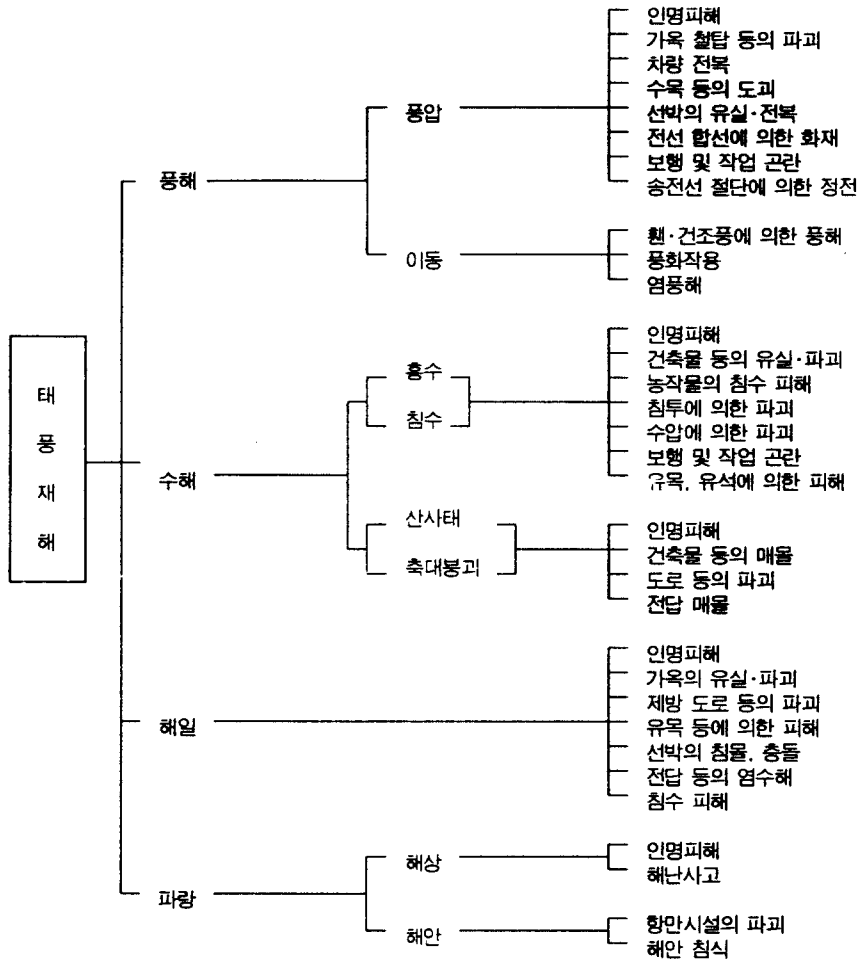 태
풍
재
해
풍해
풍압
인명피해
가옥 철탑 등의 파괴
차량 전복
수목 등의 도괴
선박의 유실·전복
전선 합선에 의한 화재
보행 및 작업 곤란
송전선 절단에 의한 정전
이동
휀·건조풍에 의한 풍해
풍화작용
염풍해
수해
홍수
침수
인명피해
건축물 등의 유실·파괴
농작물의 침수 피해
침투에 의한 파괴
수압에 의한 파괴
보행 및 작업 곤란
유목, 유석에 의한 피해
산사태
축대붕괴
인명피해
건축물 등의 매몰
도로 등의 파괴
전답 매몰
해일
인명피해
가옥의 유실·파괴
제방 도로 등의 파괴
유목 등에 의한 피해
선박의 침몰, 충돌
전답 등의 염수해
침수 피해
파랑
해상
인명피해
해난사고
해안
항만시설의 파괴
해안 침식